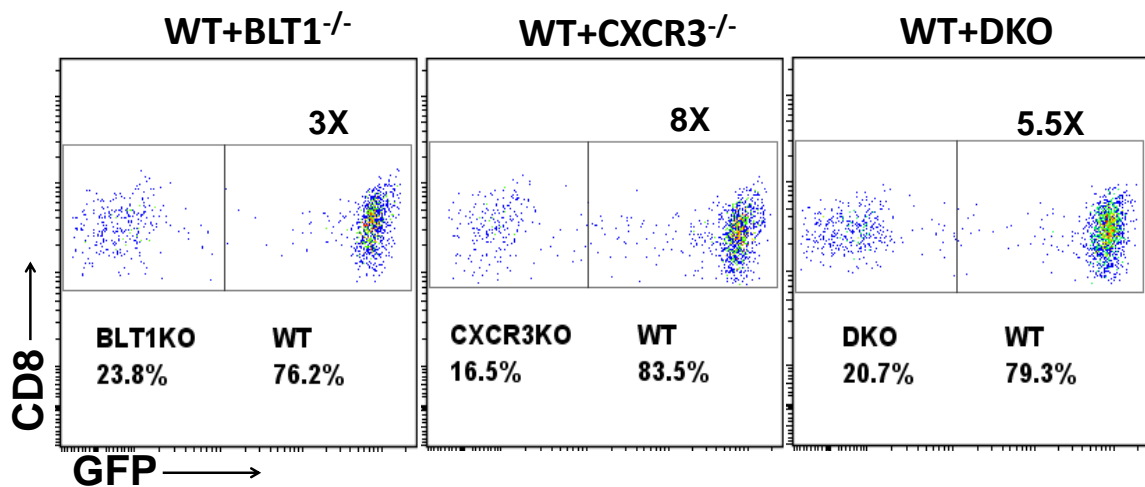 WT+BLT1-/-
WT+CXCR3-/-
WT+DKO
3X
8X
5.5X
BLT1KO WT
23.8% 76.2%
CXCR3KO WT
16.5% 83.5%
DKO WT
20.7% 79.3%
CD8
GFP